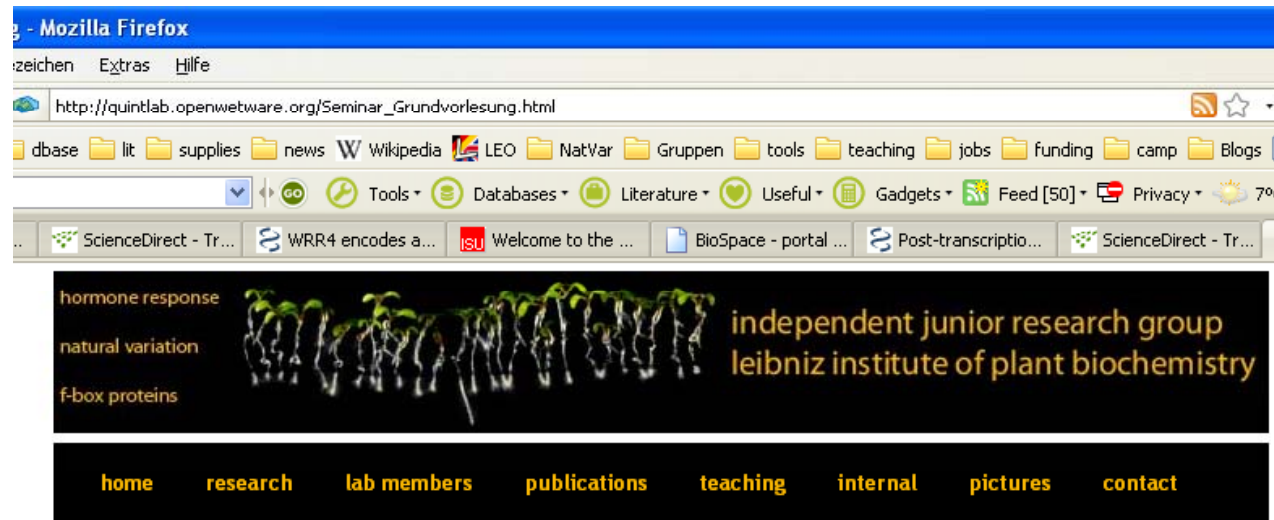 g - Mozilla Firefox
ezeichen Extras Hilfe
http://quintlab.openwetware.org/Seminar_Grundvorlesung.html
dbase lit supplies news W Wikipedia LEO NatVar Gruppen tools teaching jobs funding camp Blogs
GO Tools Databases Literature Useful Gadgets Feed [50] Privacy 7°
... ScienceDirect - Tr... WRR4 encodes a... ISU Welcome to the ... BioSpace - portal ... Post-transcriptio... ScienceDirect - Tr...
hormone response
natural variation
f-box proteins
independent junior research group
leibniz institute of plant biochemistry
home research lab members publications teaching internal pictures contact